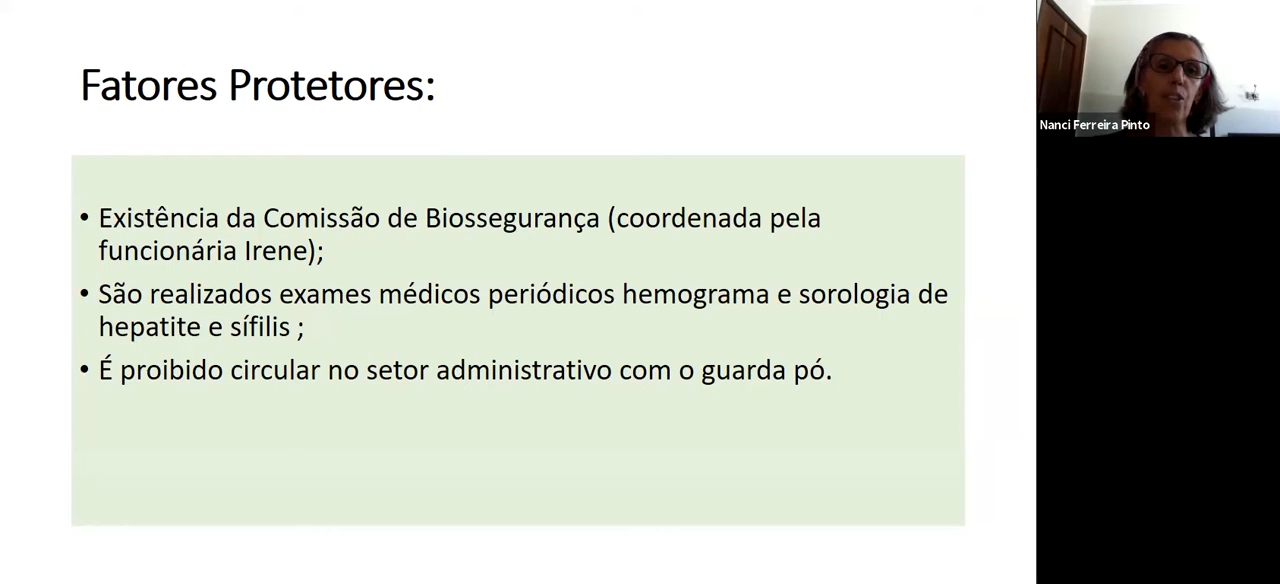 Fatores Protetores:
• Existência da Comissão de Biossegurança (coordenada pela
funcionária Irene);
• São realizados exames médicos periódicos hemograma e sorologia de
hepatite e sífilis ;
• É proibido circular no setor administrativo com o guarda pó.
Nanci Ferreira Pinto